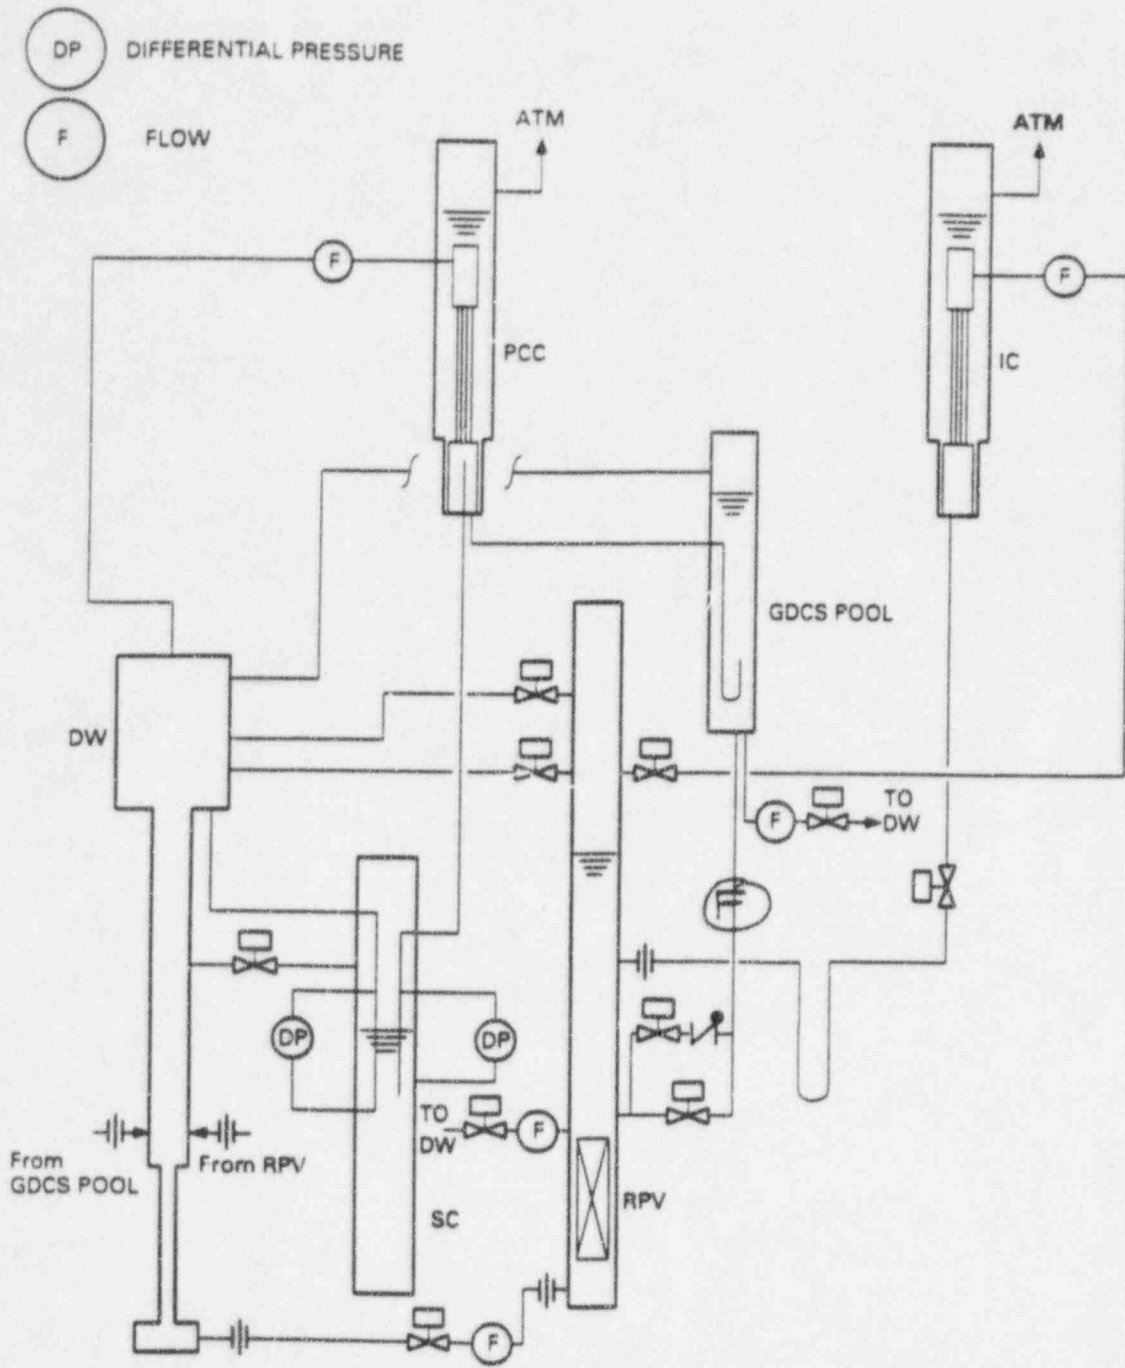 DP DIFFERENTIAL PRESSURE
F FLOW
ATM
ATM
F
F
PCC
IC
GDCS POOL
DW
F
TO
DW
DP
DP
TO
DW
F
From
GDCS POOL
From RPV
RPV
SC
F